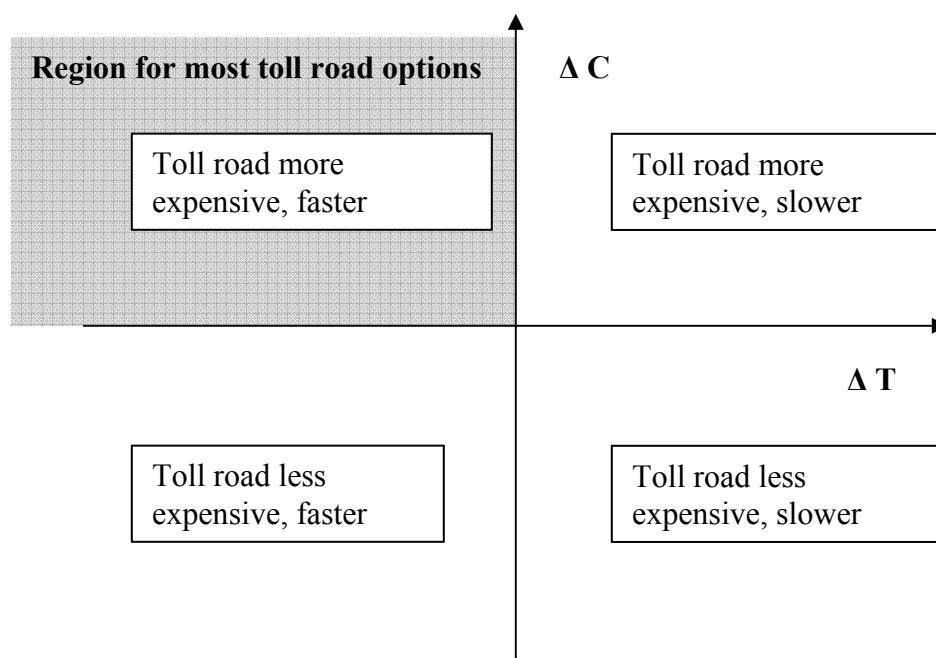 Region for most toll road options
Δ C
Toll road more
expensive, faster
Toll road more
expensive, slower
Δ T
Toll road less
expensive, faster
Toll road less
expensive, slower